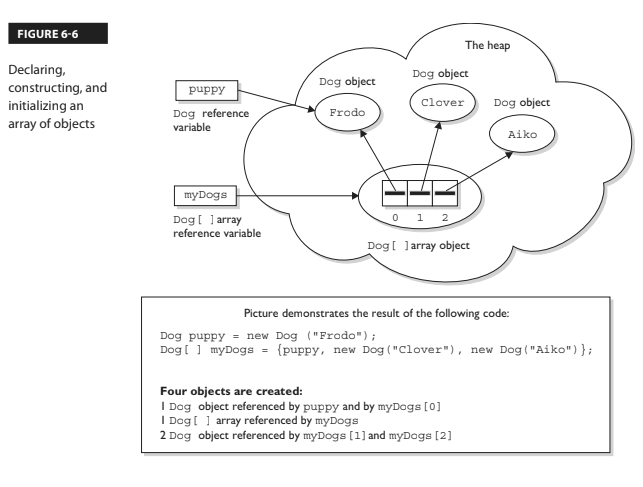 FIGURE 6-6
Declaring,
constructing, and
initializing an
array of objects
The heap
Dog object
Dog object
Dog object
puppy
Frodo
Clover
Aiko
Dog reference
variable
myDogs
0 1 2
Dog[ ] array
reference variable
Dog[ ] array object
Picture demonstrates the result of the following code:
Dog puppy = new Dog ("Frodo");
Dog[ ] myDogs = {puppy, new Dog("Clover"), new Dog("Aiko")};
Four objects are created:
1 Dog object referenced by puppy and by myDogs[0]
1 Dog[ ] array referenced by myDogs
2 Dog object referenced by myDogs[1] and myDogs[2]